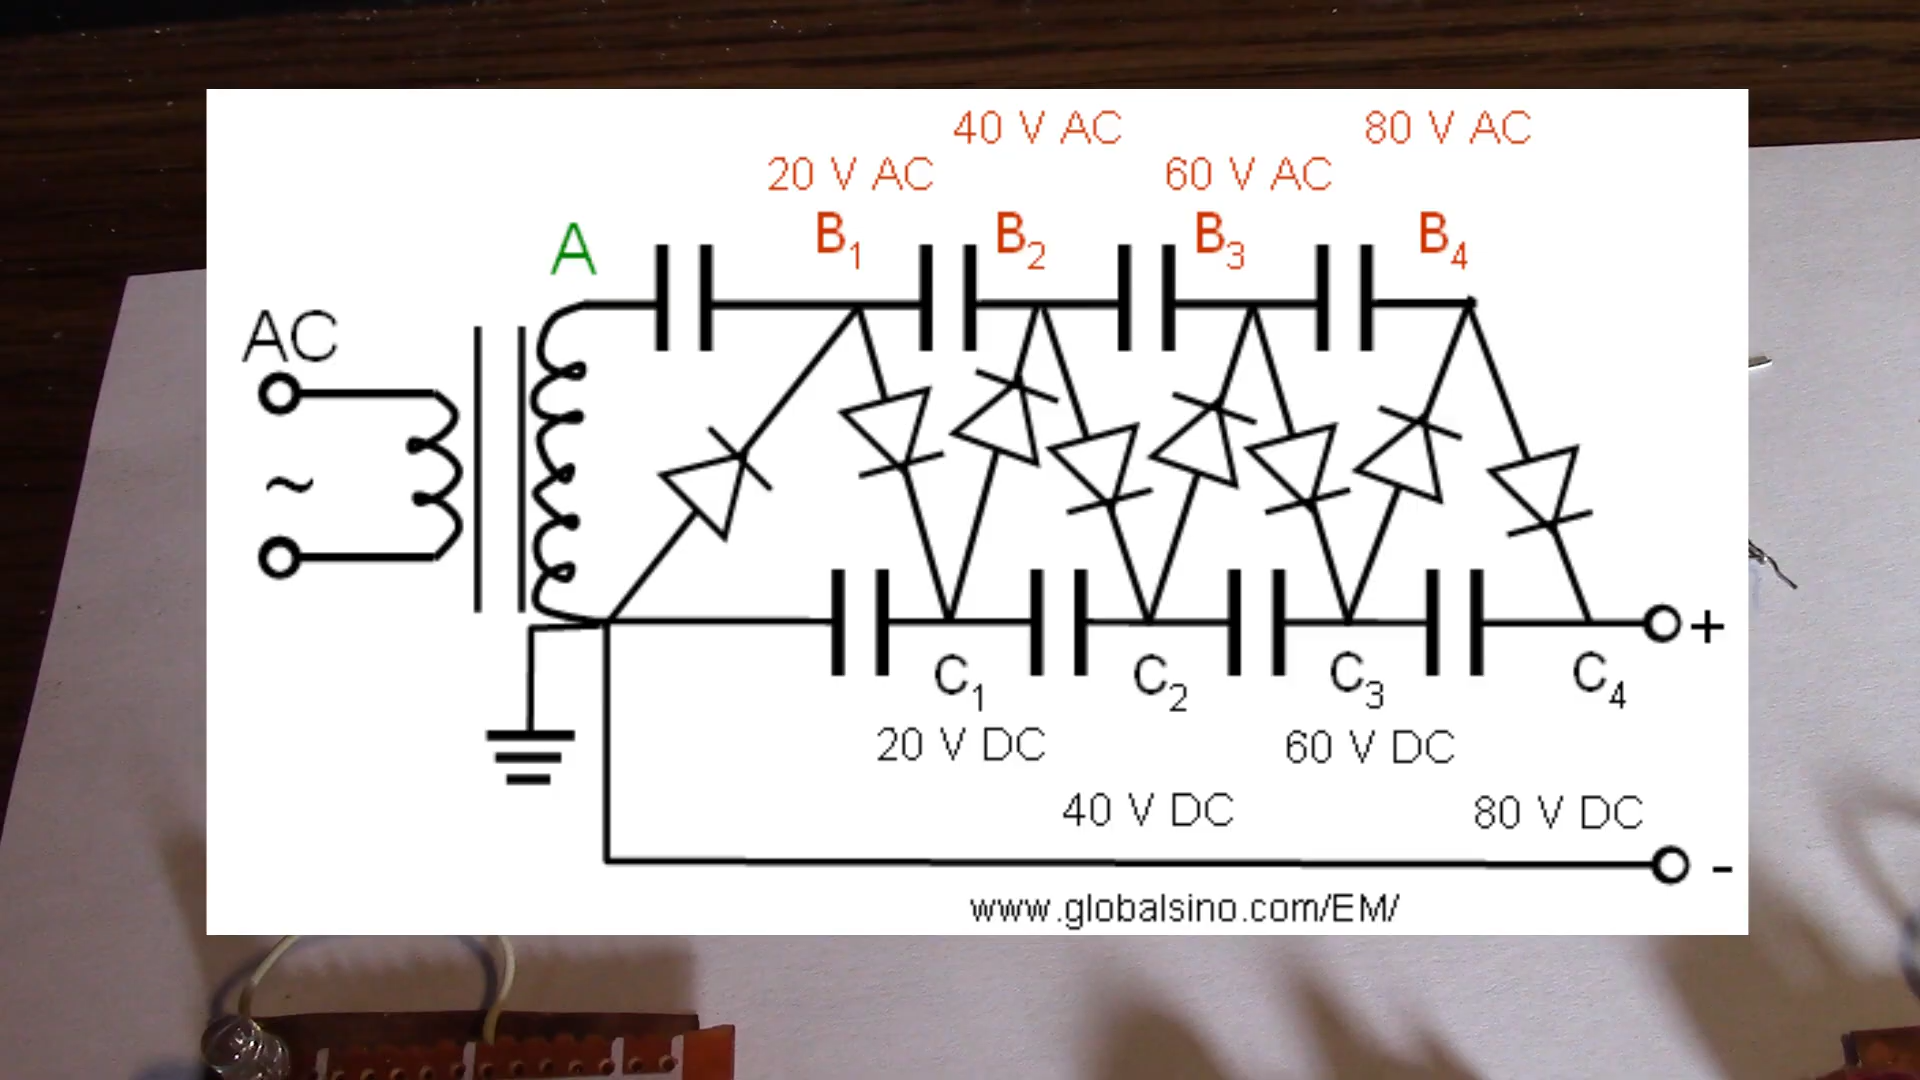 40 V AC
80 V AC
20 V AC
60 V AC
A
B1
B2
B3
B4
AC
~
+
C1
C2
C3
C4
20 V DC
60 V DC
40 V DC
80 V DC
-
www.globalsino.com/EM/